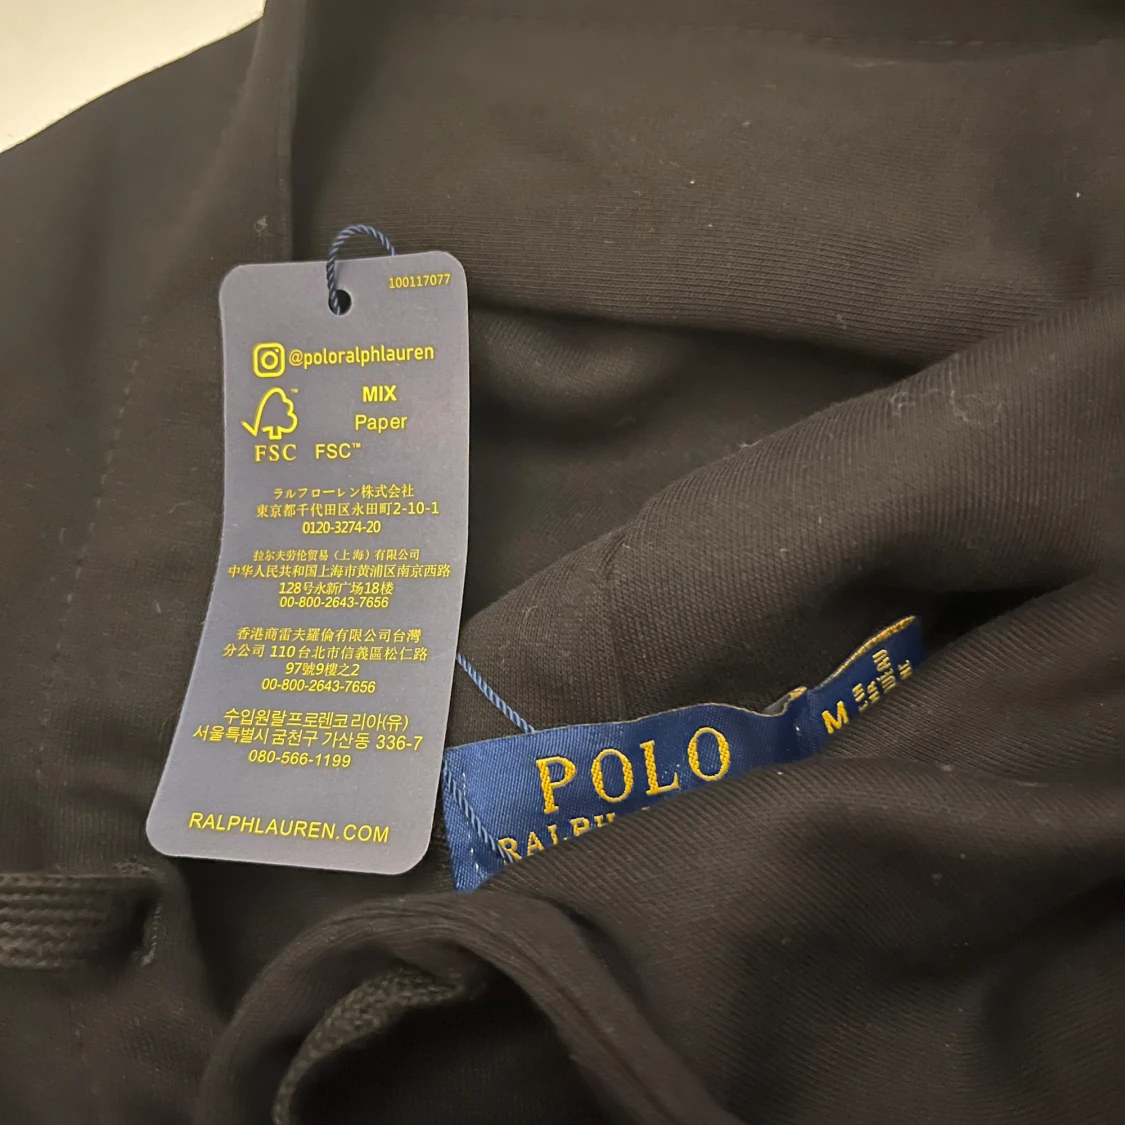 100117077
@poloralphlauren
MIX
Paper
FSC FSC™
ラルフローレン株式会社
東京都千代田区永田町2-10-1
0120-3274-20
拉尔夫劳伦贸易（上海）有限公司
中华人民共和国上海市黄浦区南京西路
128号永新广场18楼
00-800-2643-7656
香港商雷夫羅倫有限公司台灣
分公司 110台北市信義區松仁路
97號9樓之2
00-800-2643-7656
수입원랄프로렌코리아(유)
서울특별시굼천구 가산동 336-7
080-566-1199
RALPHLAUREN.COM
POLO
RALPH
M